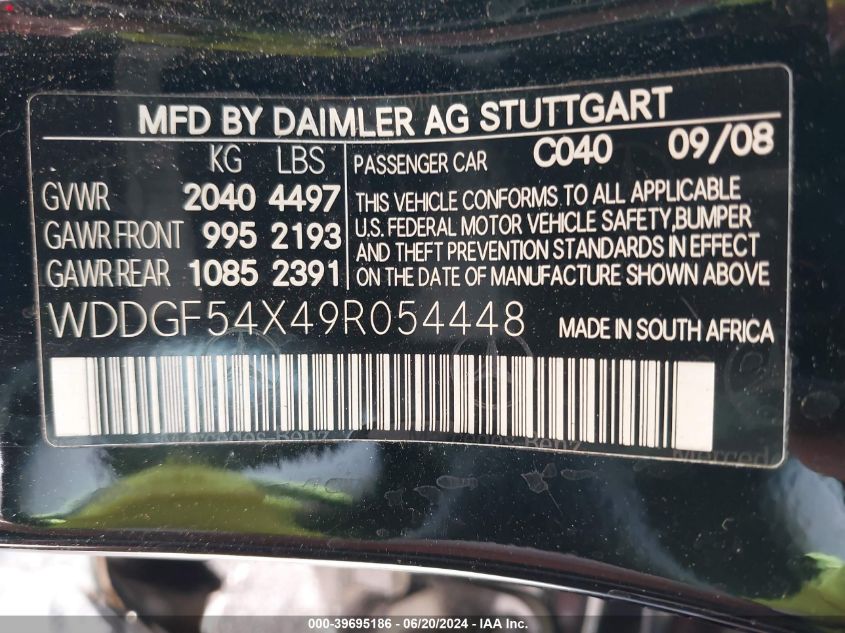 MFD BY DAIMLER AG STUTTGART
KG LBS
GVWR 2040 4497
GAWR FRONT 995 2193
GAWR REAR 1085 2391
PASSENGER CAR C040 09/08
THIS VEHICLE CONFORMS TO ALL APPLICABLE
U.S. FEDERAL MOTOR VEHICLE SAFETY,BUMPER
AND THEFT PREVENTION STANDARDS IN EFFECT
ON THE DATE OF MANUFACTURE SHOWN ABOVE
WDDGF54X49R054448 MADE IN SOUTH AFRICA
Mercedes-Benz
000-39695186 - 06/20/2024 - IAA Inc.